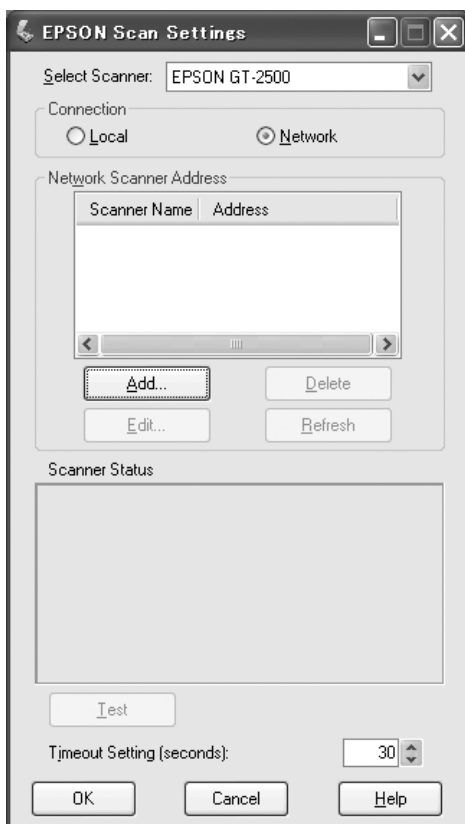 EPSON Scan Settings
Select Scanner: EPSON GT-2500
Connection
Local Network
Network Scanner Address
Scanner Name Address
Add... Delete
Edit... Refresh
Scanner Status
Test
Timeout Setting (seconds): 30
OK Cancel Help